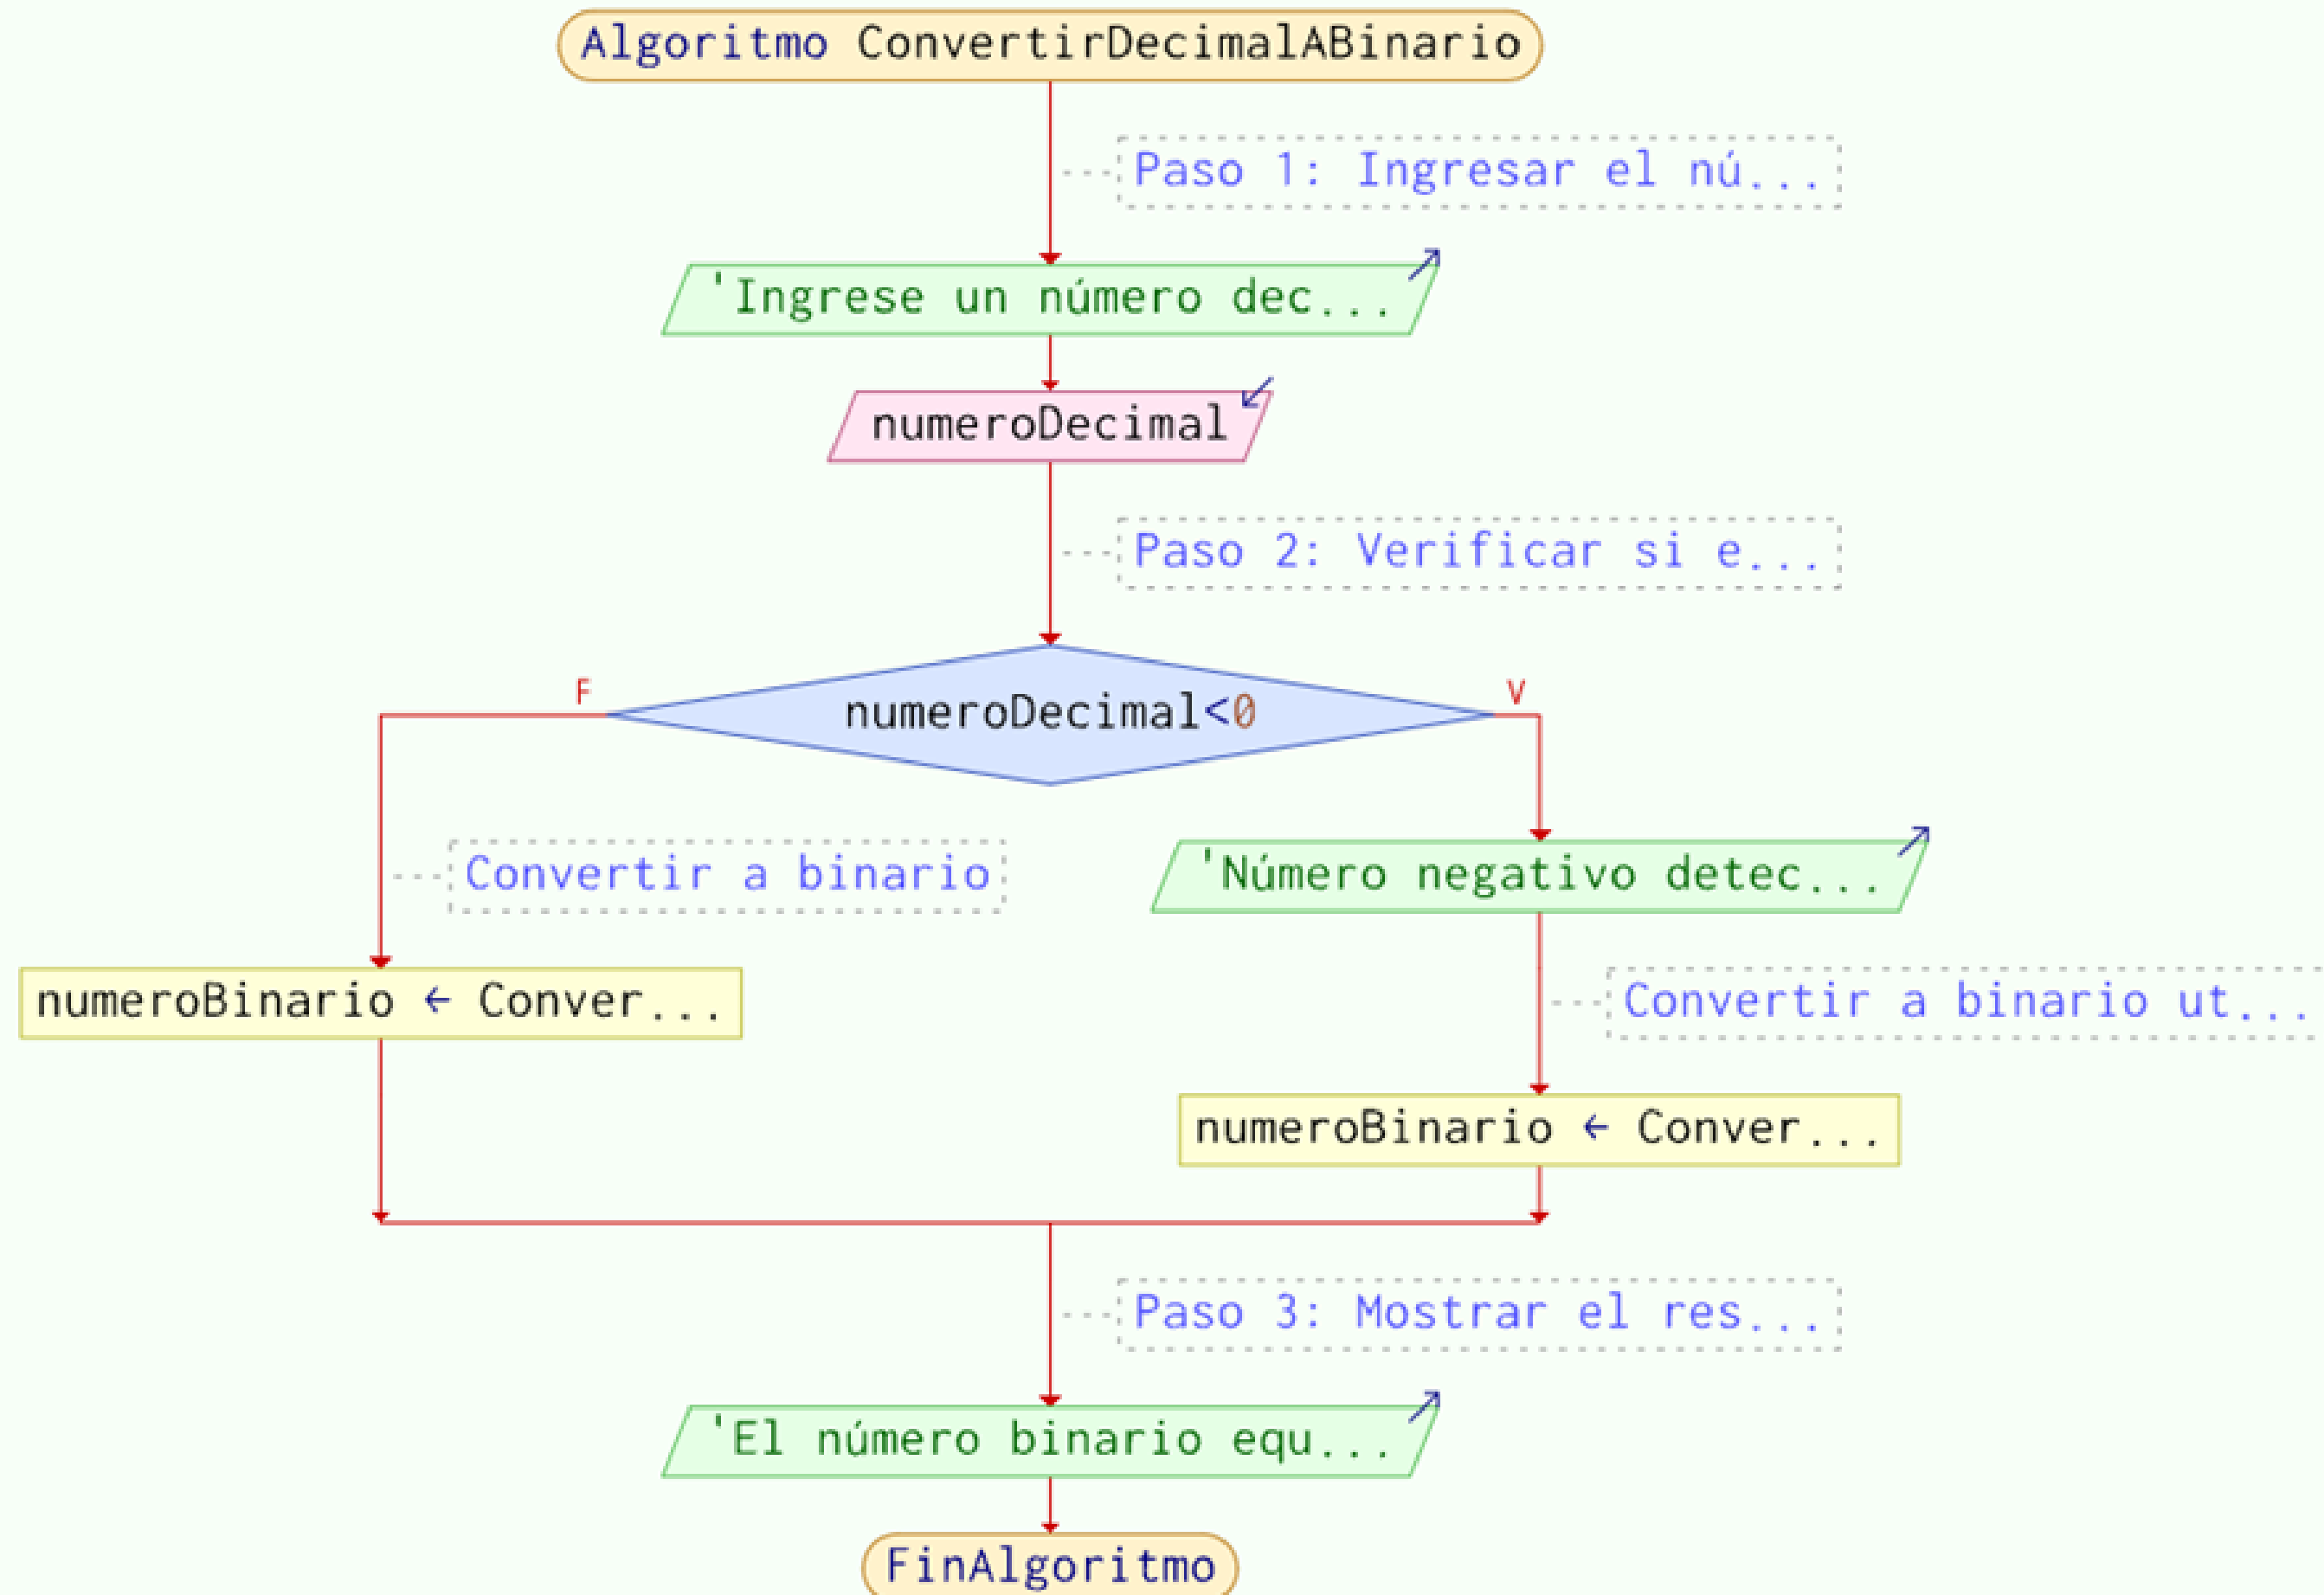 Algoritmo ConvertirDecimalABinario
Paso 1: Ingresar el nú...
'Ingrese un número dec...
numeroDecimal
Paso 2: Verificar si e...
F
V
numeroDecimal<0
Convertir a binario
'Número negativo detec...
numeroBinario ← Conver...
Convertir a binario ut...
numeroBinario ← Conver...
Paso 3: Mostrar el res...
'El número binario equ...
FinAlgoritmo